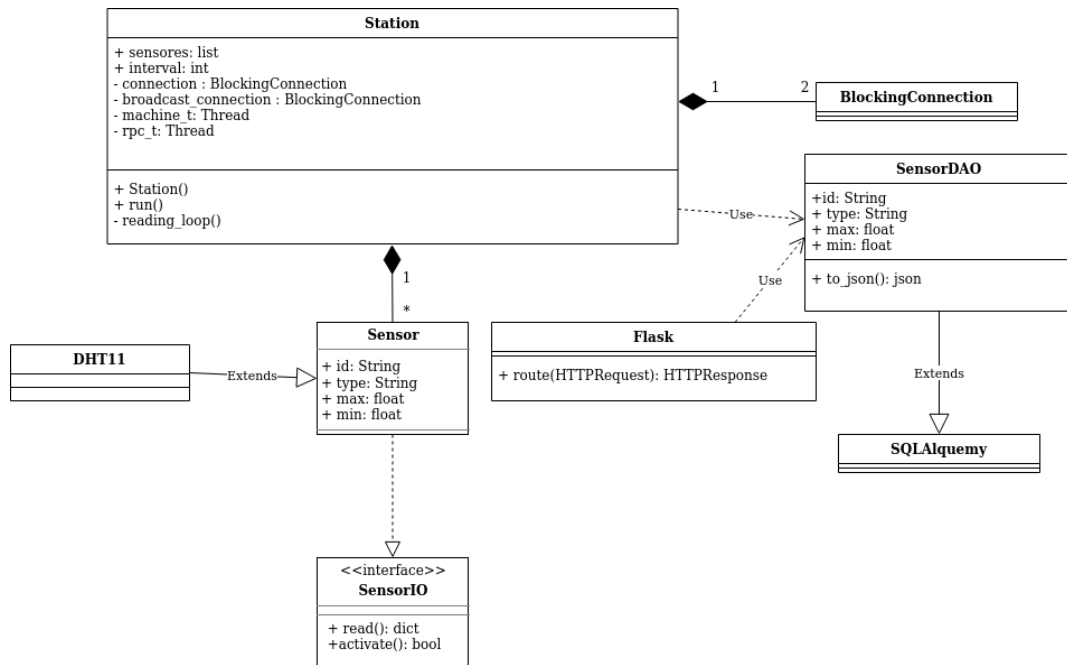 Station
+ sensores: list
+ interval: int
- connection : BlockingConnection
- broadcast_connection : BlockingConnection
- machine_t: Thread
- rpc_t: Thread
+ Station()
+ run()
- reading_loop()
1
2
BlockingConnection
SensorDAO
+id: String
+ type: String
+ max: float
+ min: float
+ to_json(): json
Use
Use
1
*
Sensor
+ id: String
+ type: String
+ max: float
+ min: float
Flask
+ route(HTTPRequest): HTTPResponse
DHT11
Extends
Extends
SQLAlquemy
<<interface>>
SensorIO
+ read(): dict
+activate(): bool